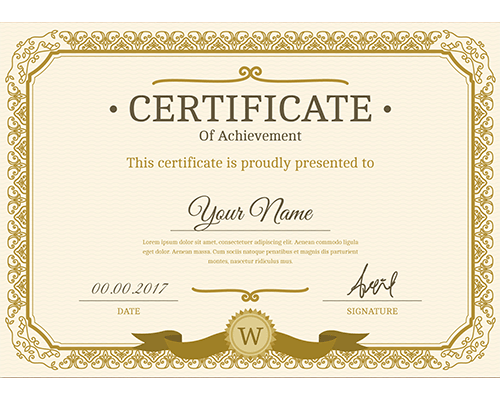 • CERTIFICATE •
Of Achievement
This certificate is proudly presented to
Your Name
Lorem ipsum dolor sit amet, consectetuer adipiscing elit, sed commodo ligula
eget dolor. Aenean massa. Cum sociis natoque penatibus et magnis dis parturient
montes, nascetur ridiculus mus.
00.00.2017
DATE
SIGNATURE
W